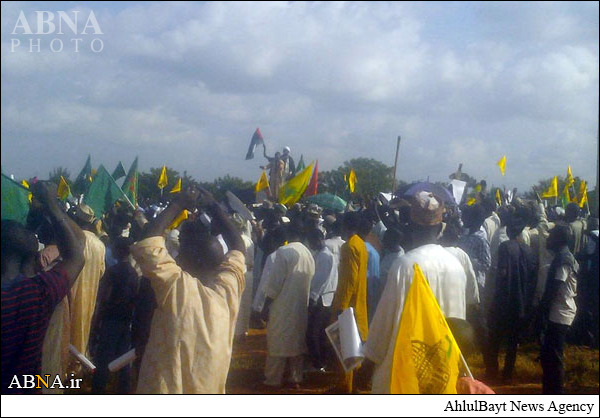 ABNA
PHOTO
ABNA.ir
AhlulBayt News Agency